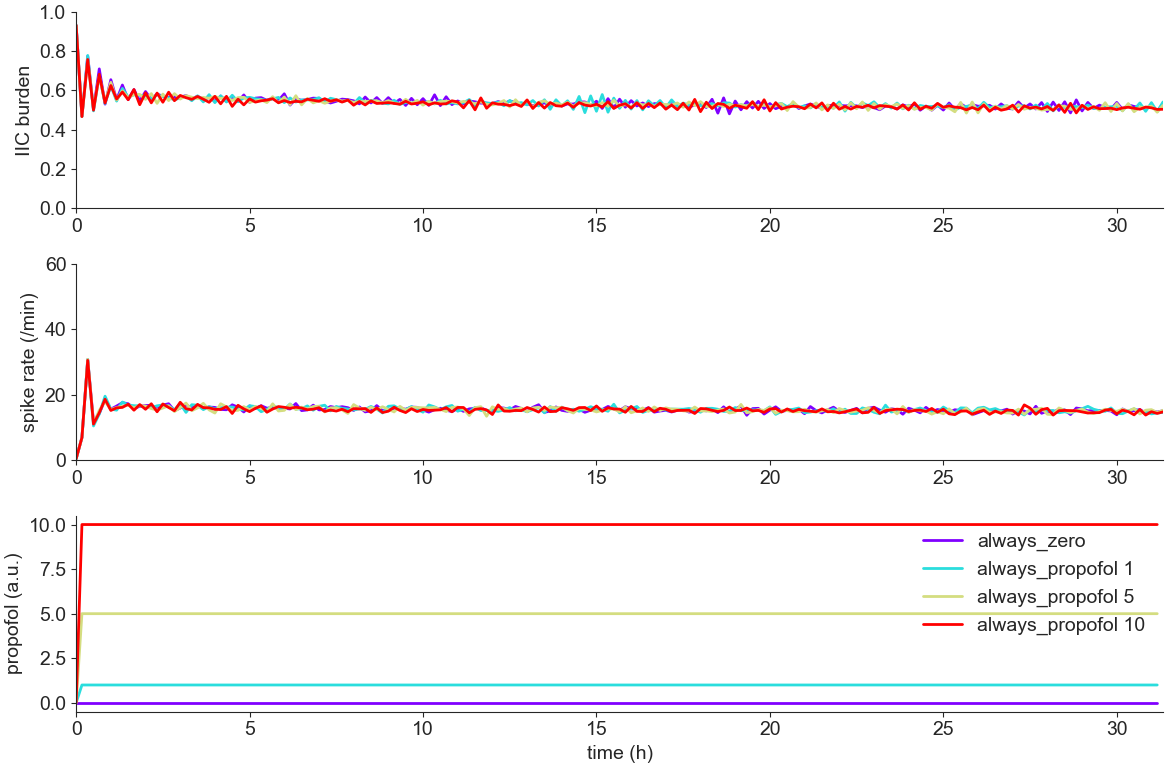 IIC burden
1.0
0.8
0.6
0.4
0.2
0.0
0 5 10 15 20 25 30
spike rate (/min)
60
40
20
0
0 5 10 15 20 25 30
propofol (a.u.)
10.0
7.5
5.0
2.5
0.0
always_zero
always_propofol 1
always_propofol 5
always_propofol 10
0 5 10 15 20 25 30
time (h)